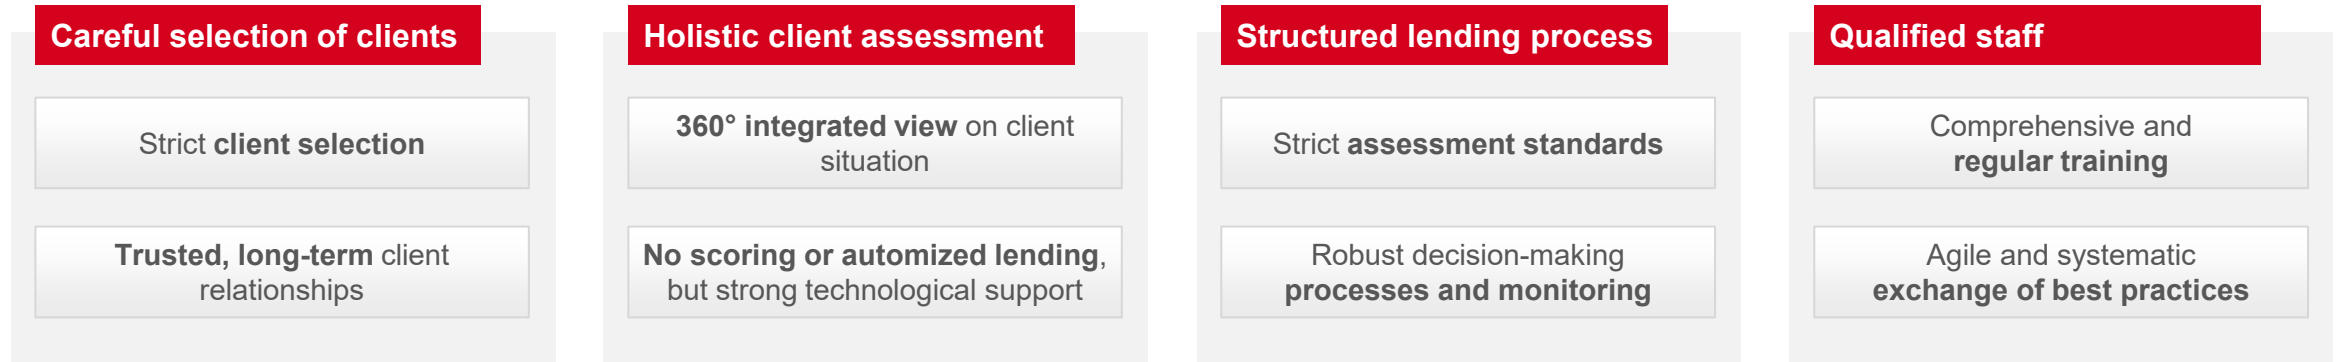 Careful selection of clients
Strict client selection
Trusted, long-term client
relationships
Holistic client assessment
360° integrated view on client
situation
No scoring or automized lending,
but strong technological support
Structured lending process
Strict assessment standards
Robust decision-making
processes and monitoring
Qualified staff
Comprehensive and
regular training
Agile and systematic
exchange of best practices